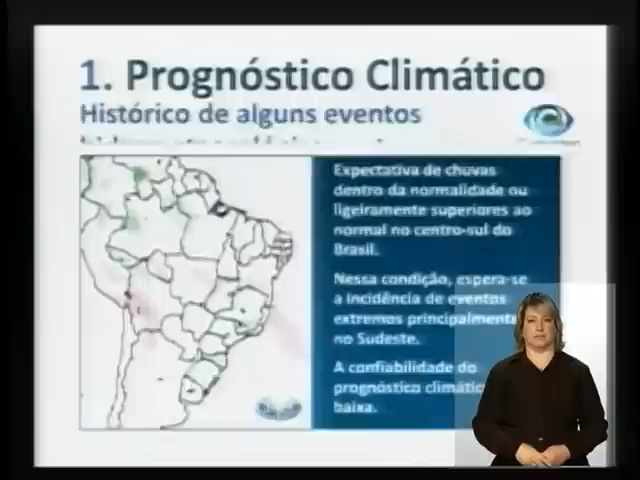 1. Prognóstico Climático
Histórico de alguns eventos
Expectativa de chuvas
dentro da normalidade ou
ligeiramente superiores ao
normal no centro-sul do
Brasil.
Nessa condição, espera-se
a incidência de eventos
extremos principalmente
no Sudeste.
A confiabilidade do
prognóstico climátic
baixa.